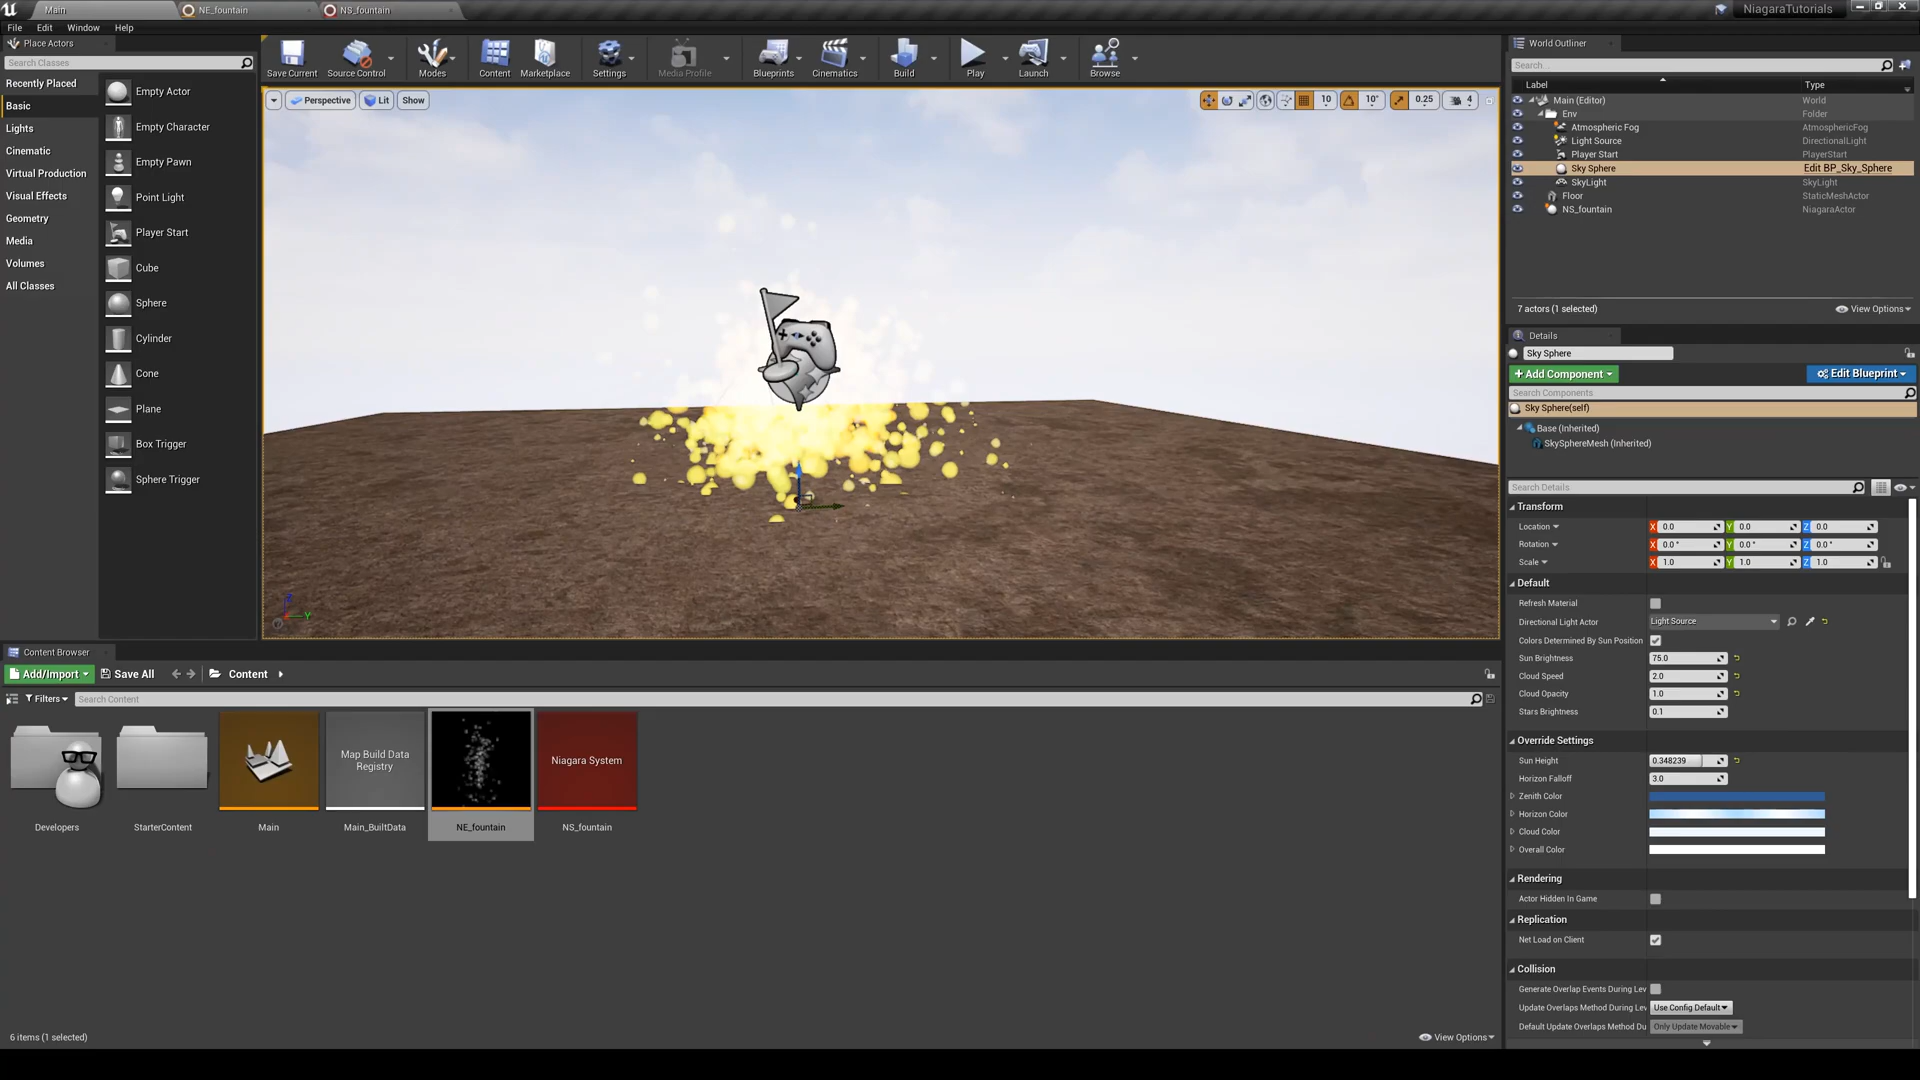 Main
NE_fountain
NS_fountain
NiagaraTutorials
File Edit Window Help
Place Actors
Search Classes
Recently Placed
Basic
Lights
Cinematic
Virtual Production
Visual Effects
Geometry
Media
Volumes
All Classes
Empty Actor
Empty Character
Empty Pawn
Point Light
Player Start
Cube
Sphere
Cylinder
Cone
Plane
Box Trigger
Sphere Trigger
Save Current Source Control Modes Content Marketplace Settings Media Profile Blueprints Cinematics Build Play Launch Browse
Perspective Lit Show
10 10° 0.25 4
World Outliner
Search...
Label Type
Main (Editor) World
Env Folder
Atmospheric Fog AtmosphericFog
Light Source DirectionalLight
Player Start PlayerStart
Sky Sphere Edit BP_Sky_Sphere
SkyLight SkyLight
Floor StaticMeshActor
NS_fountain NiagaraActor
7 actors (1 selected) View Options
Details
Sky Sphere
+ Add Component Edit Blueprint
Search Components
Sky Sphere(self)
Base (Inherited)
SkySphereMesh (Inherited)
Search Details
Transform
Location X 0.0 Y 0.0 Z 0.0
Rotation X 0.0° Y 0.0° Z 0.0°
Scale X 1.0 Y 1.0 Z 1.0
Default
Refresh Material
Directional Light Actor Light Source
Colors Determined By Sun Position
Sun Brightness 75.0
Cloud Speed 2.0
Cloud Opacity 1.0
Stars Brightness 0.1
Override Settings
Sun Height 0.348239
Horizon Falloff 3.0
Zenith Color
Horizon Color
Cloud Color
Overall Color
Rendering
Actor Hidden In Game
Replication
Net Load on Client
Collision
Generate Overlap Events During Lev
Update Overlaps Method During Lev Use Config Default
Default Update Overlaps Method Du Only Update Movable
Content Browser
Add/Import Save All Content
Filters Search Content
Map Build Data
Registry
Niagara System
Developers StarterContent Main Main_BuiltData NE_fountain NS_fountain
6 items (1 selected) View Options